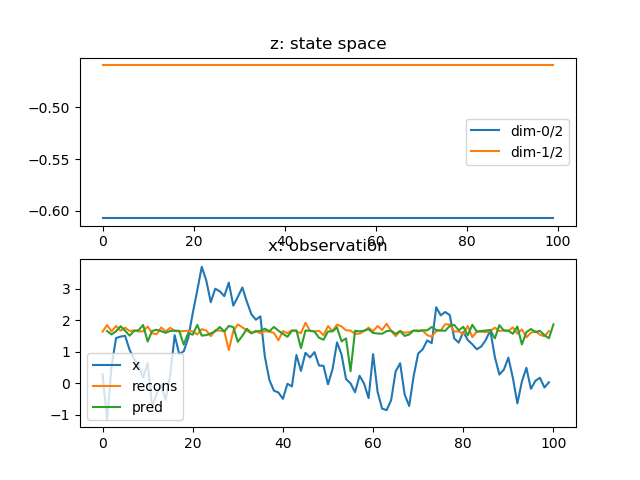 z: state space
−0.50
−0.55
−0.60
dim-0/2
dim-1/2
0 20 40 60 80 100
x: observation
3
2
1
0
−1
x
recons
pred
0 20 40 60 80 100